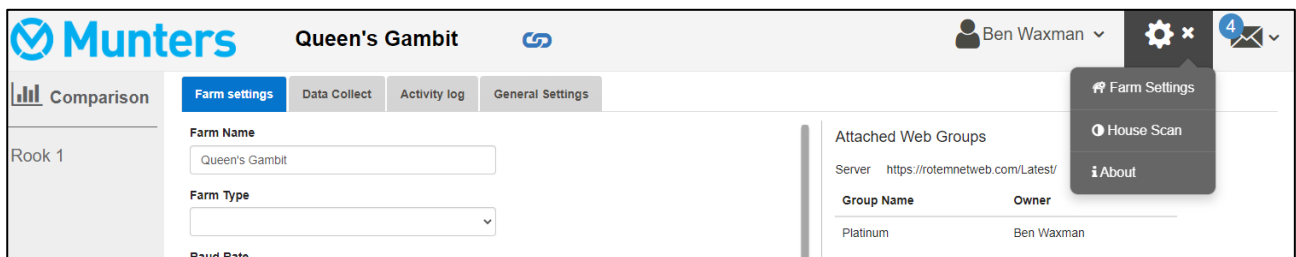 Munters
Queen's Gambit
Ben Waxman
4
Comparison
Rook 1
Farm settings
Data Collect
Activity log
General Settings
Farm Name
Queen's Gambit
Farm Type
Baud Rate
Attached Web Groups
Server https://rotemnetweb.com/Latest/
Group Name Owner
Platinum Ben Waxman
Farm Settings
House Scan
About